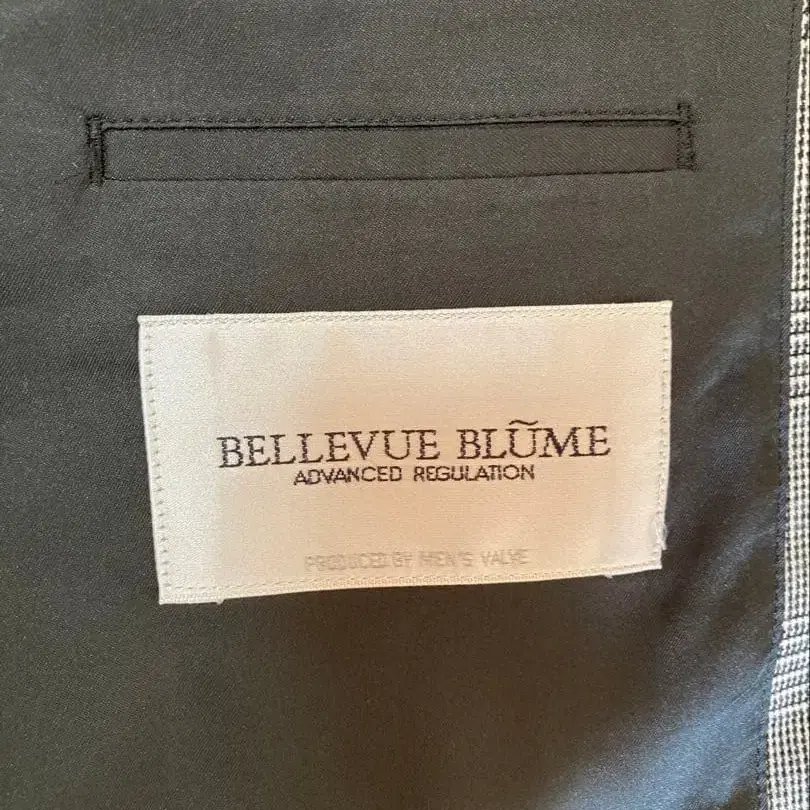 BELLEVUE BLŨME
ADVANCED REGULATION
PRODUCED BY MEN'S VALVE